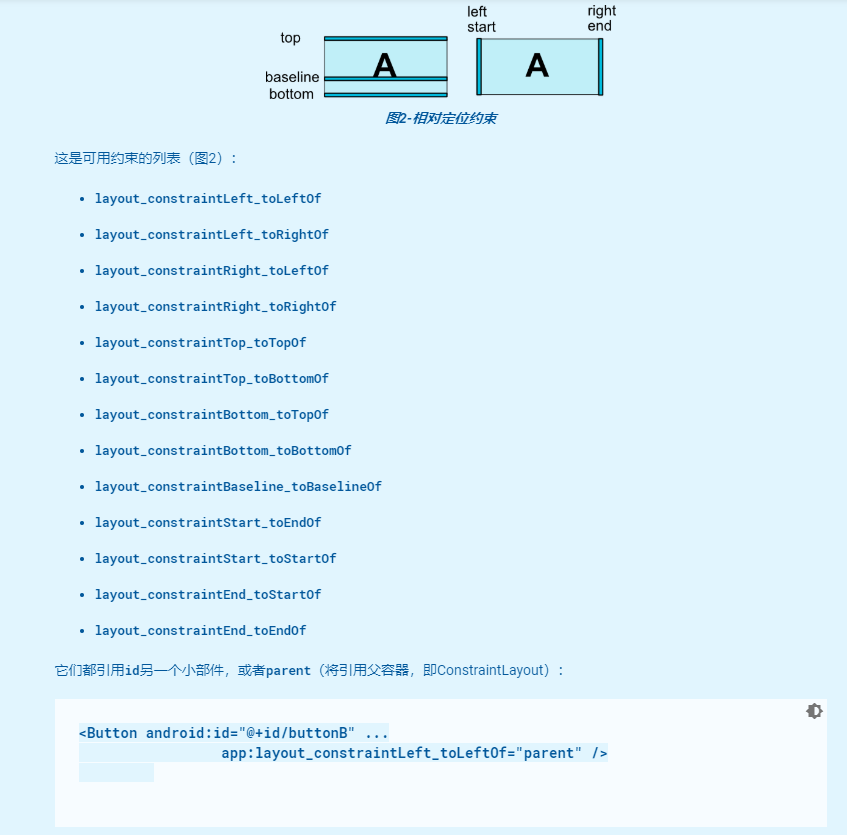 left
right
start
end
top
A
A
baseline
bottom
图2-相对定位约束
这是可用约束的列表（图2）：
• layout_constraintLeft_toLeftOf
• layout_constraintLeft_toRightOf
• layout_constraintRight_toLeftOf
• layout_constraintRight_toRightOf
• layout_constraintTop_toTopOf
• layout_constraintTop_toBottomOf
• layout_constraintBottom_toTopOf
• layout_constraintBottom_toBottomOf
• layout_constraintBaseline_toBaselineOf
• layout_constraintStart_toEndOf
• layout_constraintStart_toStartOf
• layout_constraintEnd_toStartOf
• layout_constraintEnd_toEndOf
它们都引用id另一个小部件，或者parent（将引用父容器，即ConstraintLayout）：
<Button android:id="@+id/buttonB" ...
app:layout_constraintLeft_toLeftOf="parent" />